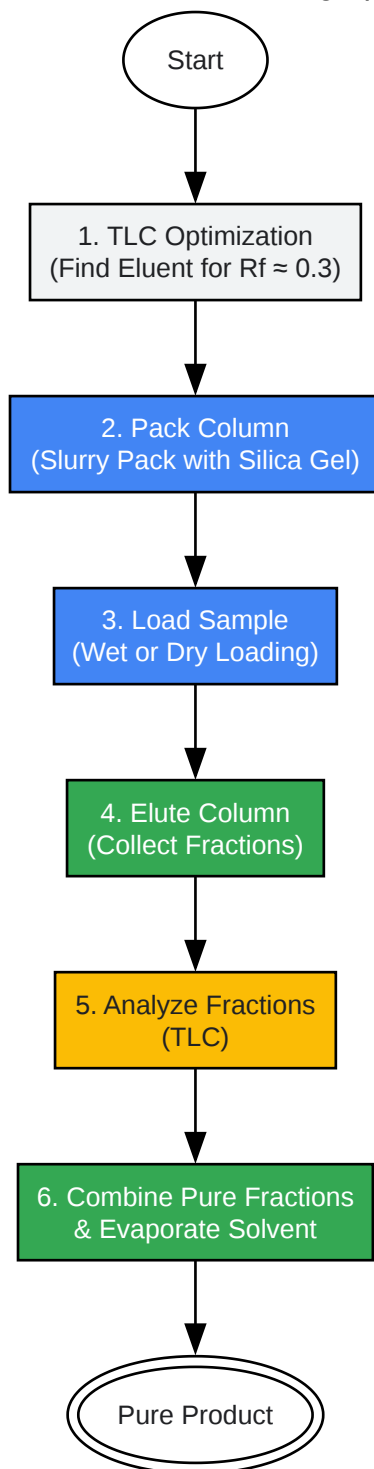 Start
1. TLC Optimization
(Find Eluent for Rf ≈ 0.3)
2. Pack Column
(Slurry Pack with Silica Gel)
3. Load Sample
(Wet or Dry Loading)
4. Elute Column
(Collect Fractions)
5. Analyze Fractions
(TLC)
6. Combine Pure Fractions
& Evaporate Solvent
Pure Product